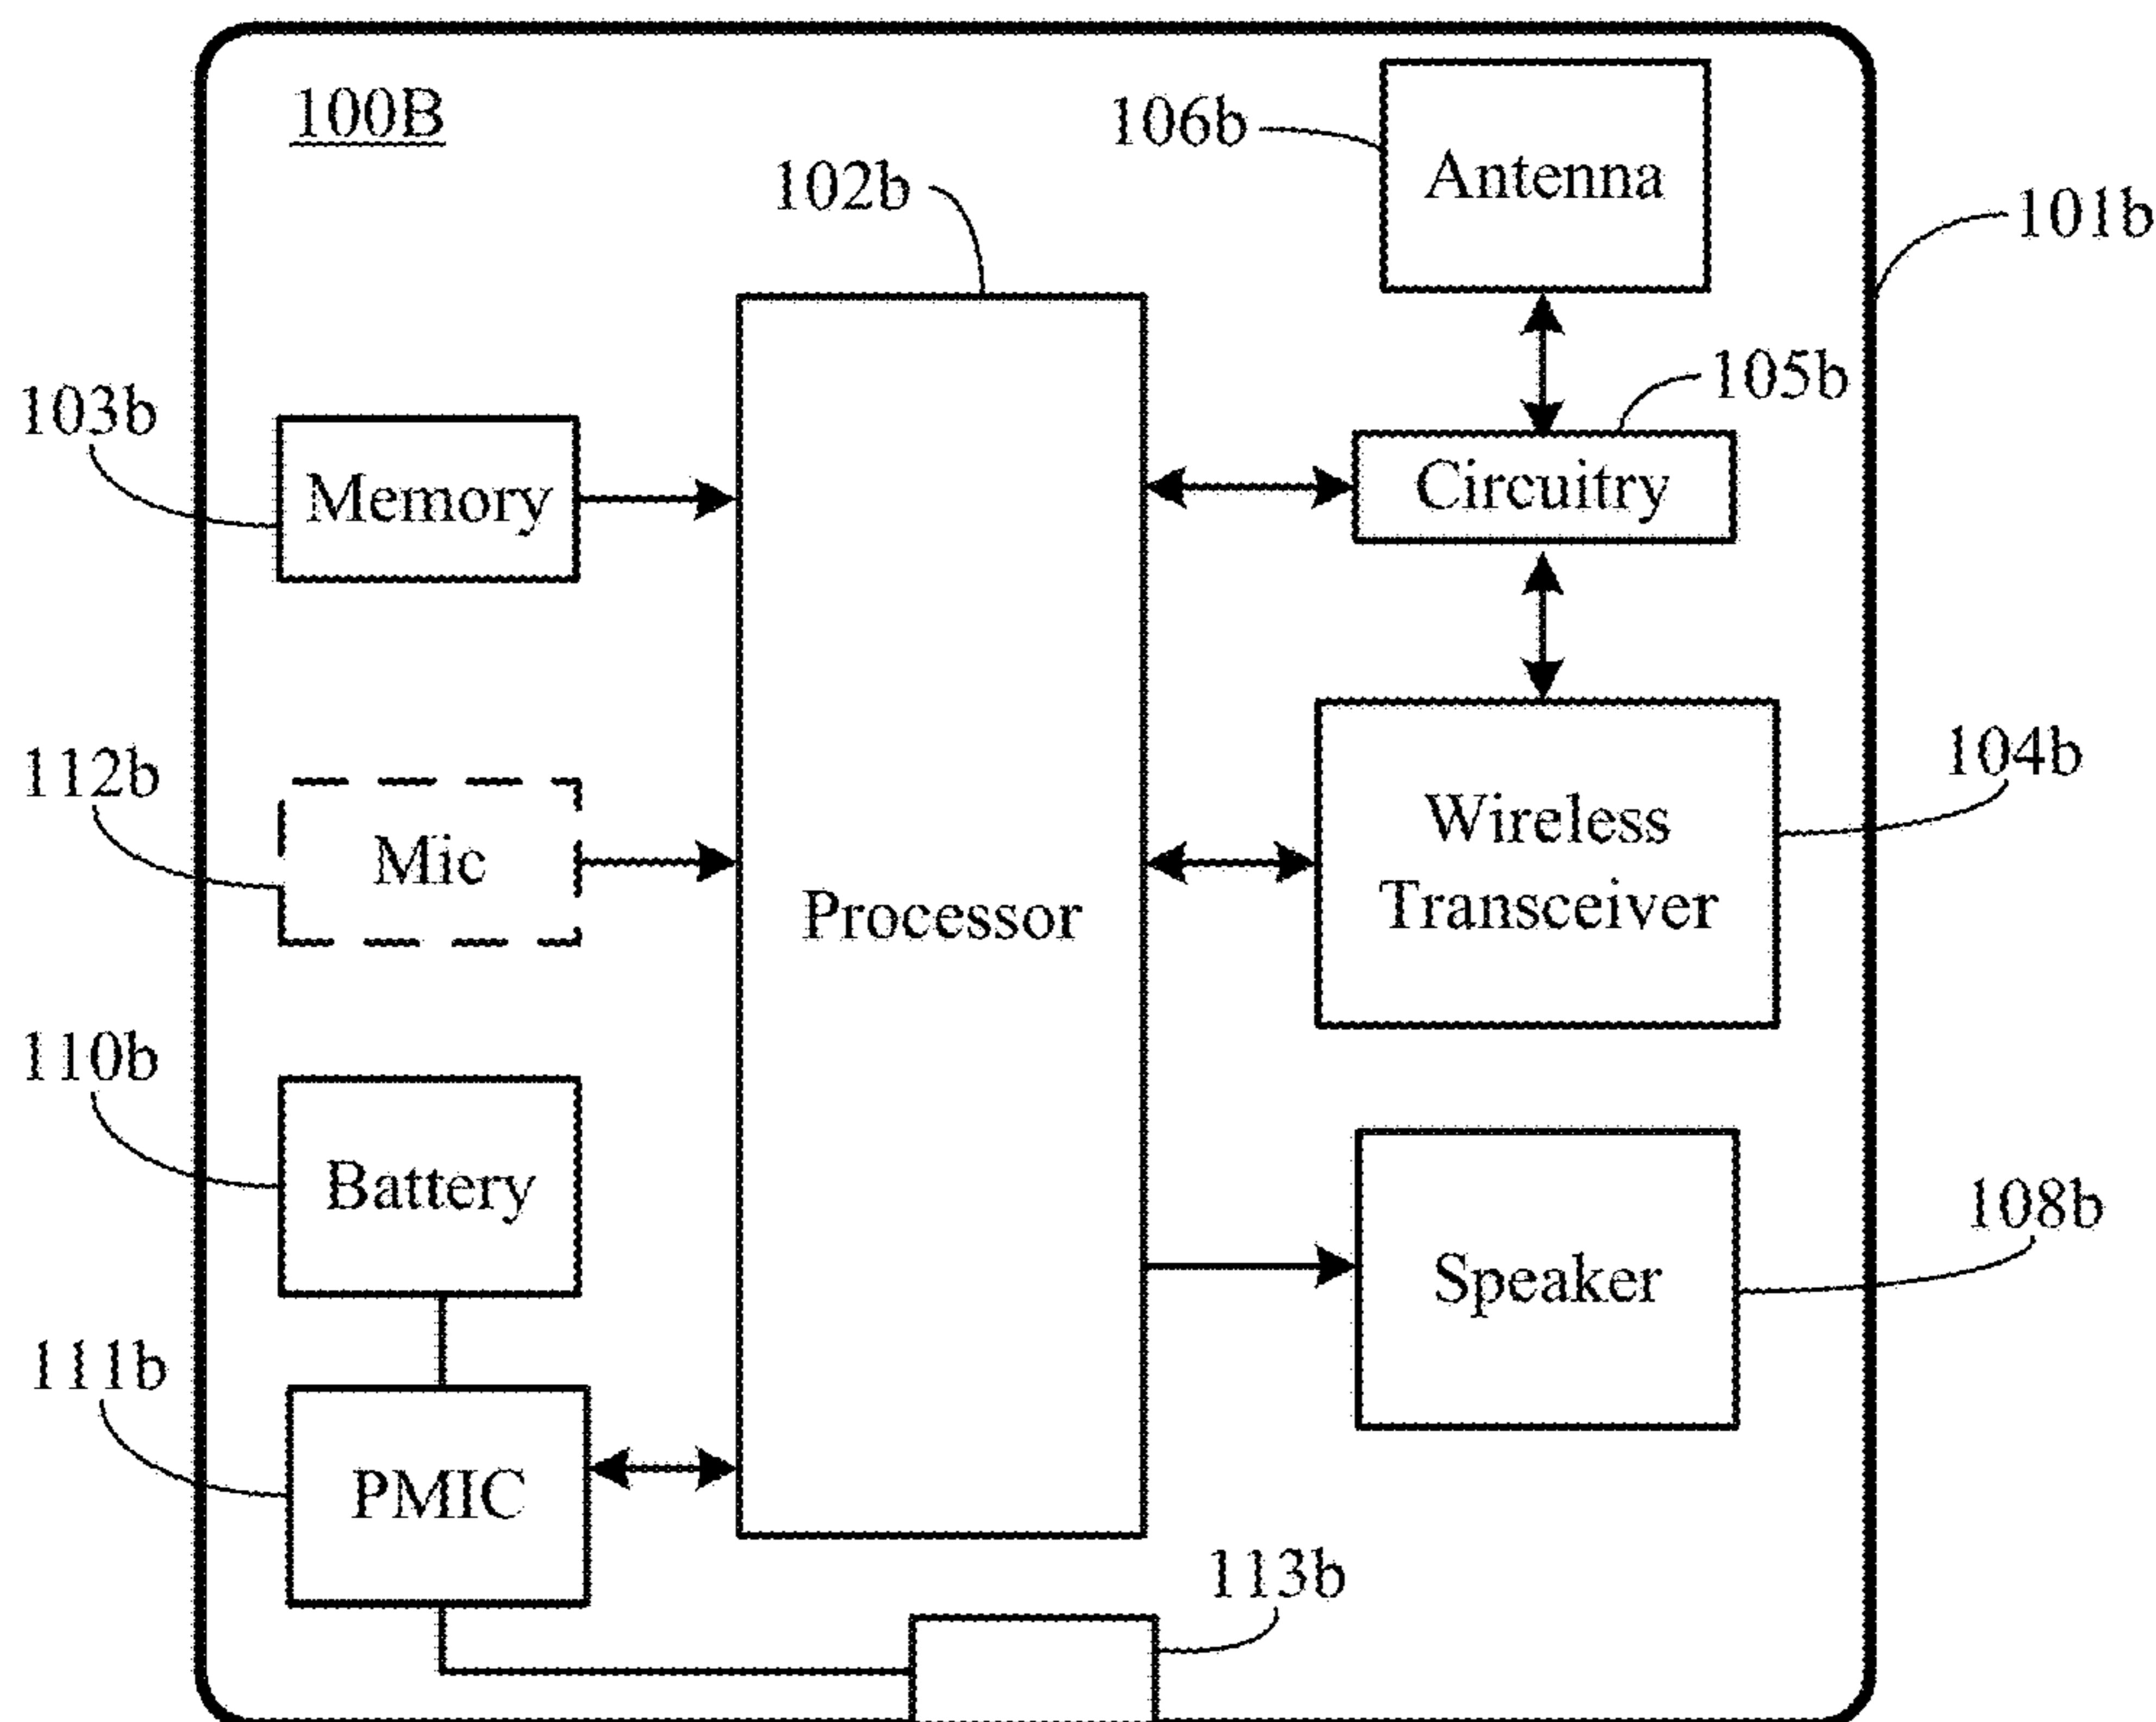 100B
106b
Antenna
102b
101b
105b
103b
Memory
Circuitry
112b
Mic
104b
Wireless
Transceiver
Processor
110b
Battery
108b
Speaker
111b
PMIC
113b